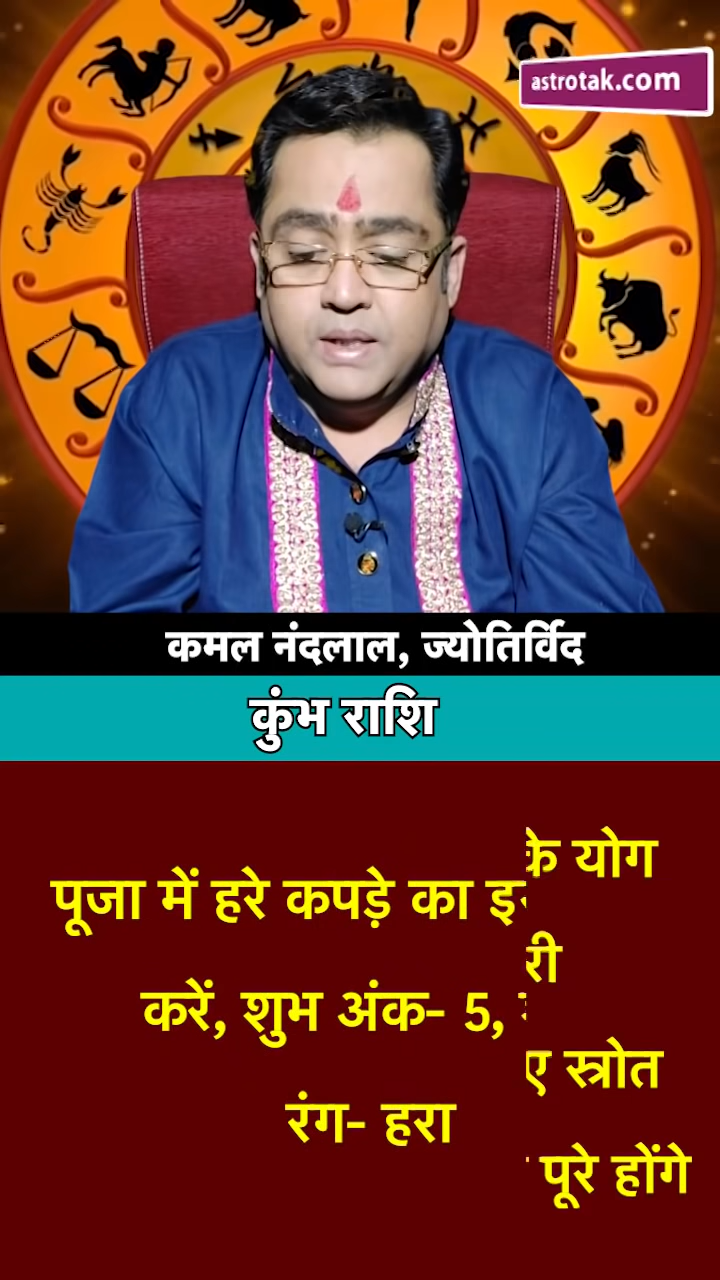 astrotak.com
कमल नंदलाल, ज्योतिर्विद
कुंभ राशि
पूजा में हरे कपड़े का
करें, शुभ अंक- 5,
रंग- हरा
के योग
स्त्रोत
पूरे होंगे